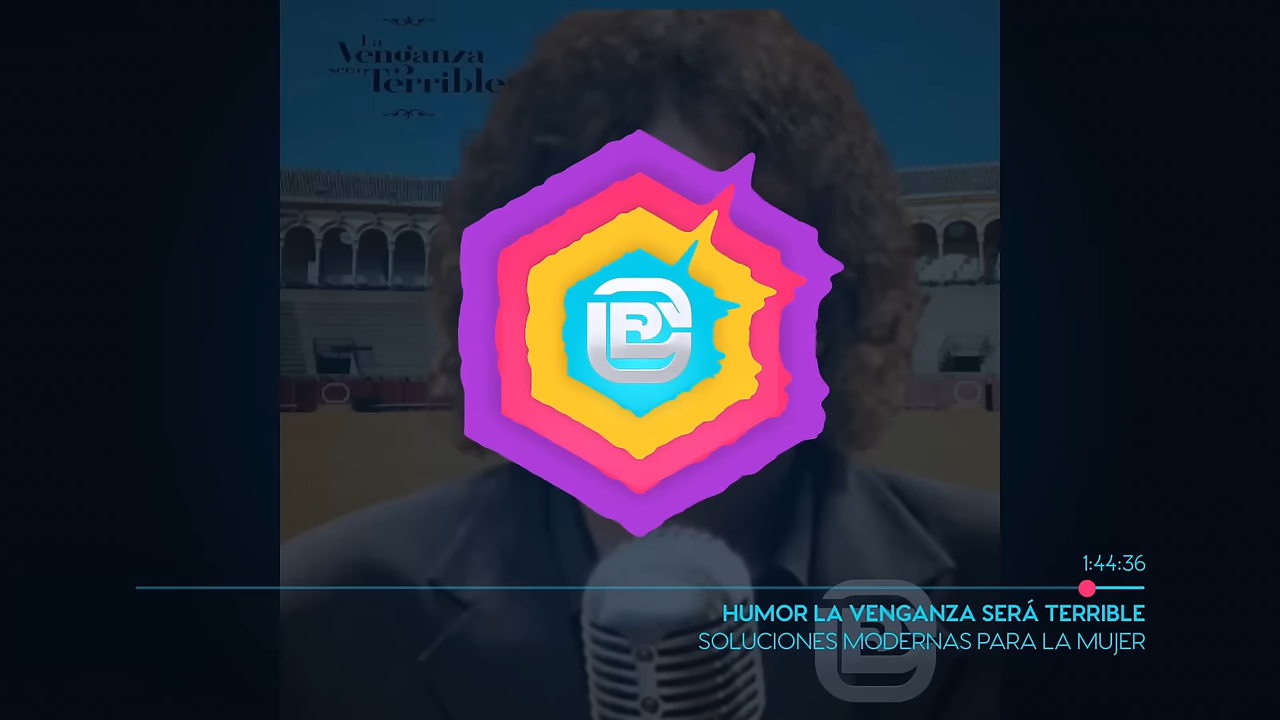 La
Venganza
será Terrible
1:44:36
HUMOR LA VENGANZA SERÁ TERRIBLE
SOLUCIONES MODERNAS PARA LA MUJER